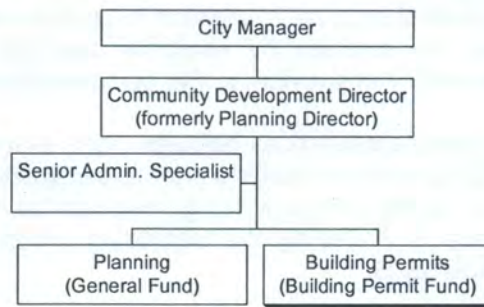 City Manager
Community Development Director
(formerly Planning Director)
Senior Admin. Specialist
Planning
(General Fund)
Building Permits
(Building Permit Fund)